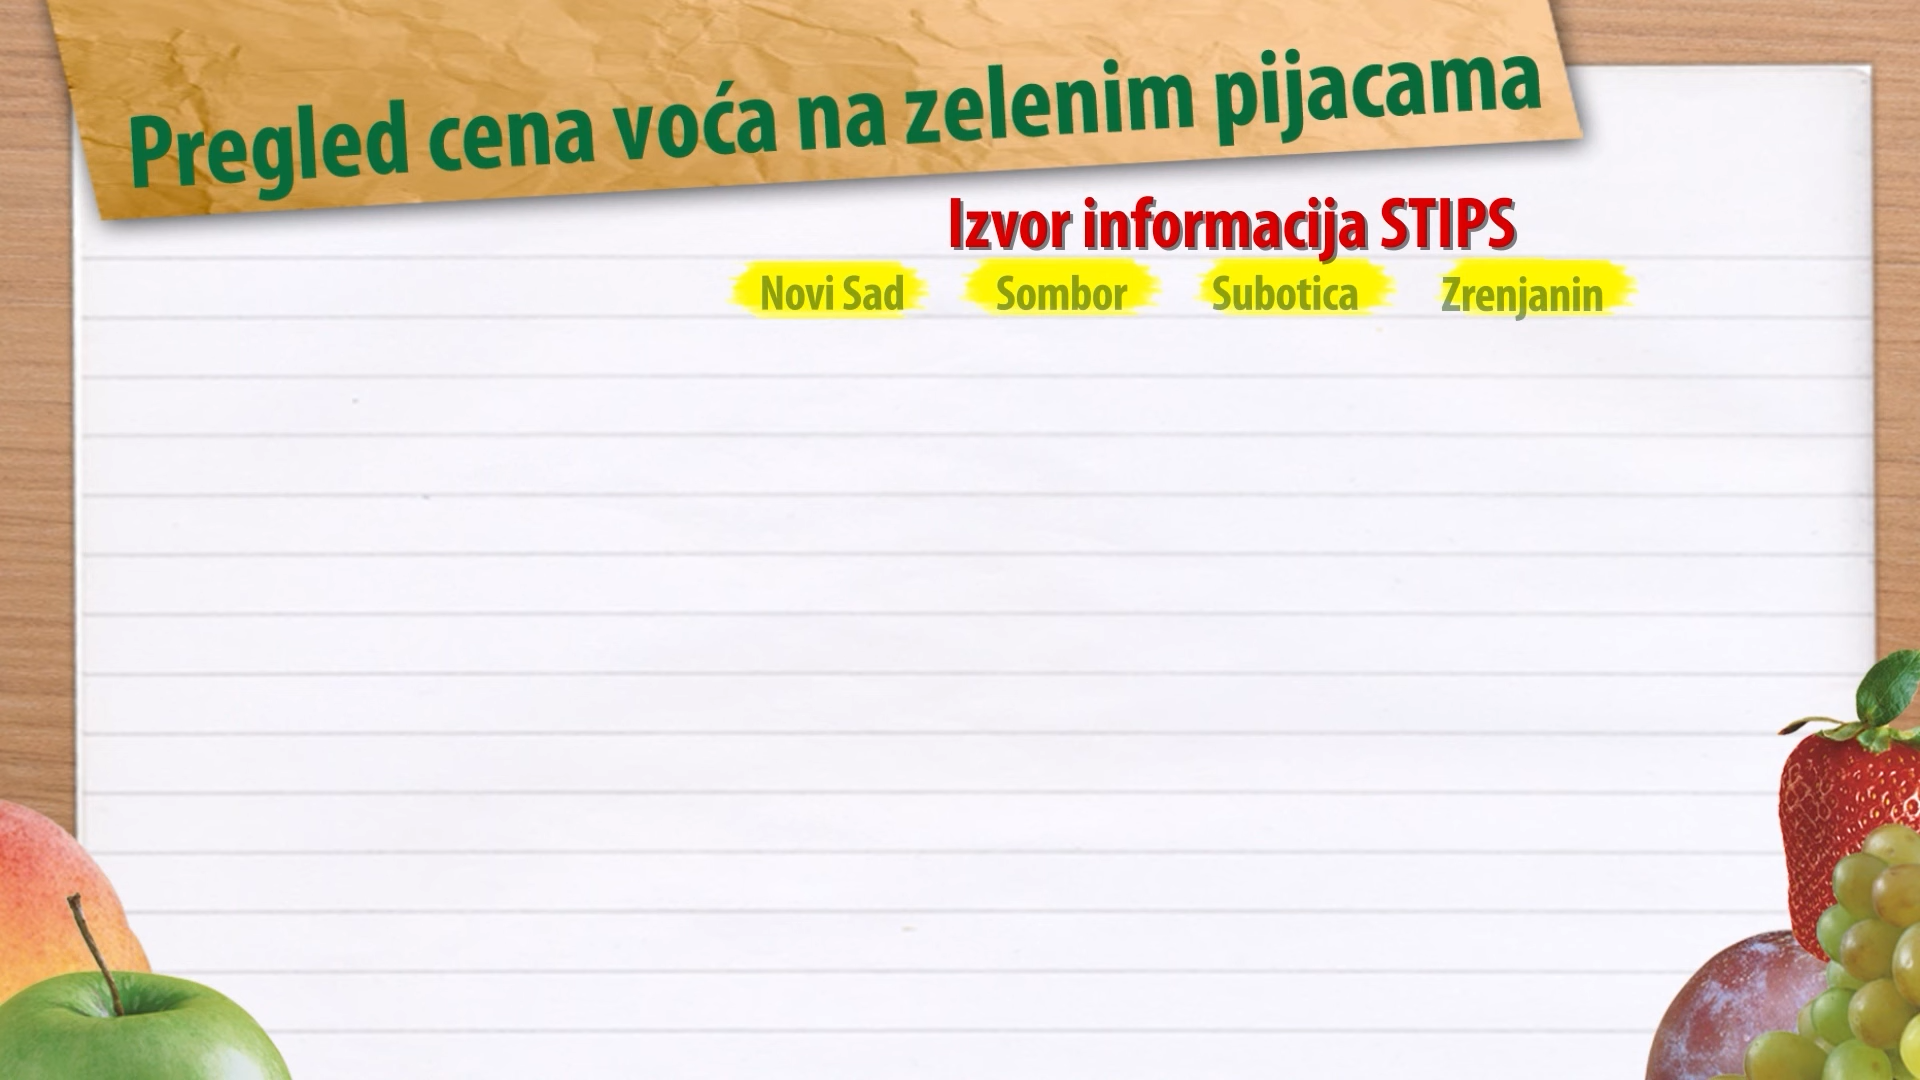 Pregled cena voća na zelenim pijacama
Izvor informacija STIPS
Novi Sad Sombor Subotica Zrenjanin